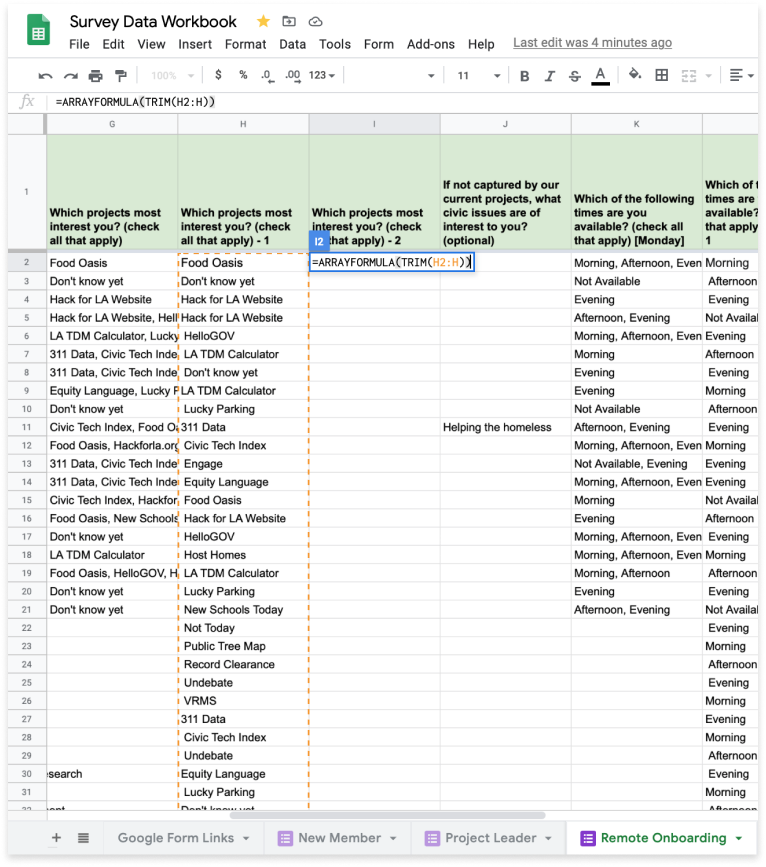 Survey Data Workbook
File Edit View Insert Format Data Tools Form Add-ons Help Last edit was 4 minutes ago
100% $ % .0 .00 123 11 B I S A
fx =ARRAYFORMULA(TRIM(H2:H))
G H I J K
1 Which projects most interest you? (check all that apply) Which projects most interest you? (check all that apply) - 1 Which projects most interest you? (check that apply) - 2 If not captured by our current projects, what civic issues are of interest to you? (optional) Which of the following times are you available? (check all that apply) [Monday] Which of times are available? that apply 1
I2
2 Food Oasis Food Oasis =ARRAYFORMULA(TRIM(H2:H)) Morning, Afternoon, Even Morning
3 Don't know yet Don't know yet Not Available Afternoon
4 Hack for LA Website Hack for LA Website Evening Evening
5 Hack for LA Website, Hell Hack for LA Website Afternoon, Evening Not Availa
6 LA TDM Calculator, Lucky HelloGOV Morning, Afternoon, Even Evening
7 311 Data, Civic Tech Inde LA TDM Calculator Morning Afternoon
8 311 Data, Civic Tech Inde Don't know yet Evening Evening
9 Equity Language, Lucky LA TDM Calculator Evening Morning
10 Don't know yet Lucky Parking Not Available Afternoon
11 Civic Tech Index, Food 311 Data Helping the homeless Afternoon, Evening Evening
12 Food Oasis, Hackforla.org Civic Tech Index Morning, Afternoon, Even Morning
13 311 Data, Civic Tech Inde Engage Not Available, Evening Evening
14 311 Data, Civic Tech Inde Equity Language Morning, Afternoon, Even Evening
15 Civic Tech Index, Hackfor Food Oasis Morning Not Availa
16 Food Oasis, New Schools Hack for LA Website Evening Afternoon
17 Don't know yet HelloGOV Morning, Afternoon, Even Evening
18 LA TDM Calculator Host Homes Morning, Afternoon, Even Morning
19 Food Oasis, HelloGOV, H LA TDM Calculator Morning, Afternoon Afternoon
20 Don't know yet Lucky Parking Evening Evening
21 Don't know yet New Schools Today Afternoon, Evening Not Availa
22 Not Today Evening
23 Public Tree Map Morning
24 Record Clearance Afternoon
25 Undebate Evening
26 VRMS Morning
27 311 Data Evening
28 Civic Tech Index Morning
29 Undebate Afternoon
30 search Equity Language Evening
31 Lucky Parking Morning
32 Don't know yet Afternoon
+ Google Form Links New Member Project Leader Remote Onboarding